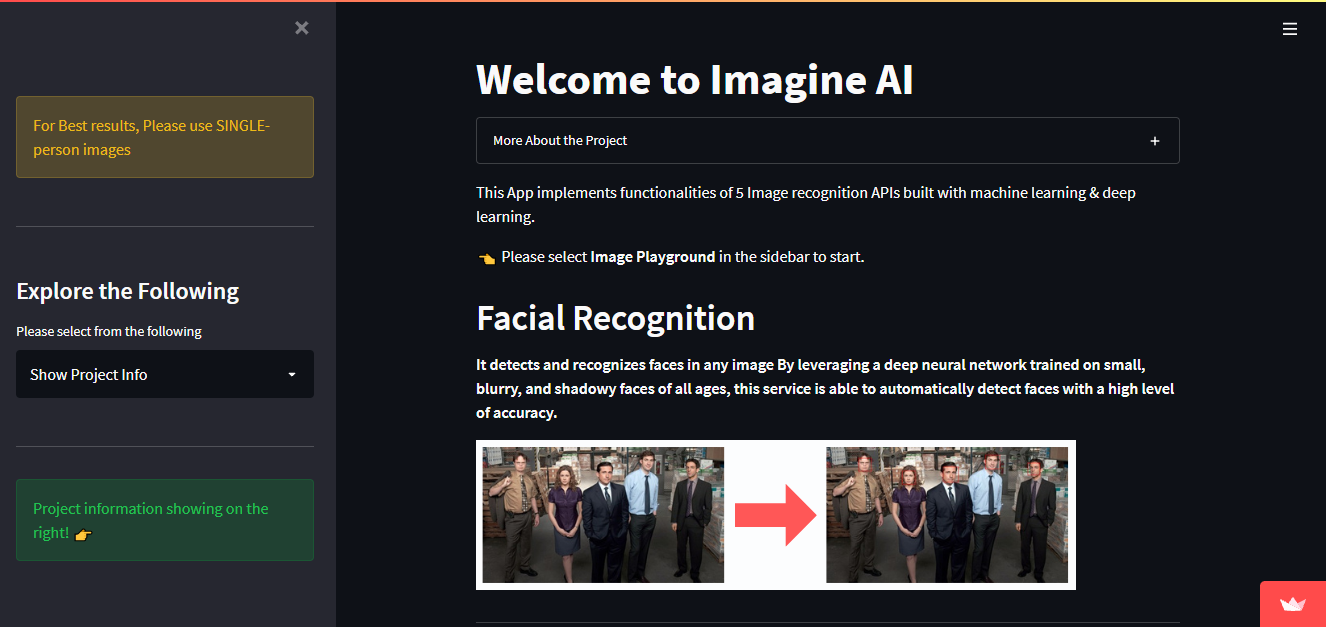 For Best results, Please use SINGLE-
person images
Explore the Following
Please select from the following
Show Project Info
Project information showing on the
right! 👉
Welcome to Imagine AI
More About the Project
This App implements functionalities of 5 Image recognition APIs built with machine learning & deep
learning.
👈 Please select Image Playground in the sidebar to start.
Facial Recognition
It detects and recognizes faces in any image By leveraging a deep neural network trained on small,
blurry, and shadowy faces of all ages, this service is able to automatically detect faces with a high level
of accuracy.